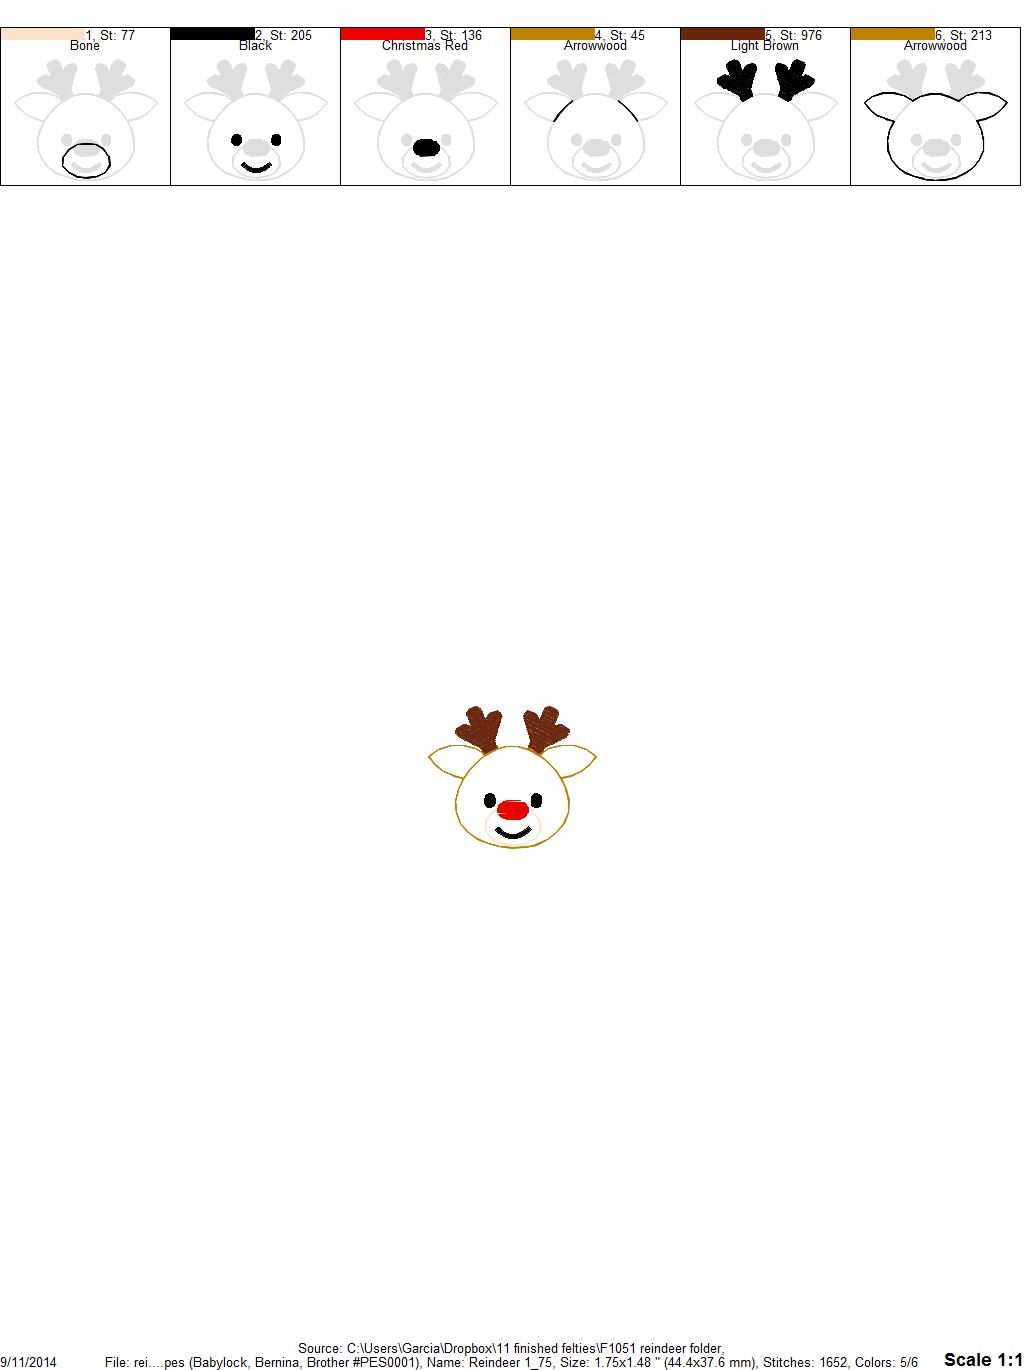 1, St: 77
Bone
2, St: 205
Black
3, St: 136
Christmas Red
4, St: 45
Arrowwood
5, St: 976
Light Brown
6, St: 213
Arrowwood
Source: C:\Users\Garcia\Dropbox\11 finished felties\F1051 reindeer folder,
9/11/2014 File: rei....pes (Babylock, Bernina, Brother #PES0001), Name: Reindeer 1_75, Size: 1.75x1.48 " (44.4x37.6 mm), Stitches: 1652, Colors: 5/6 Scale 1:1